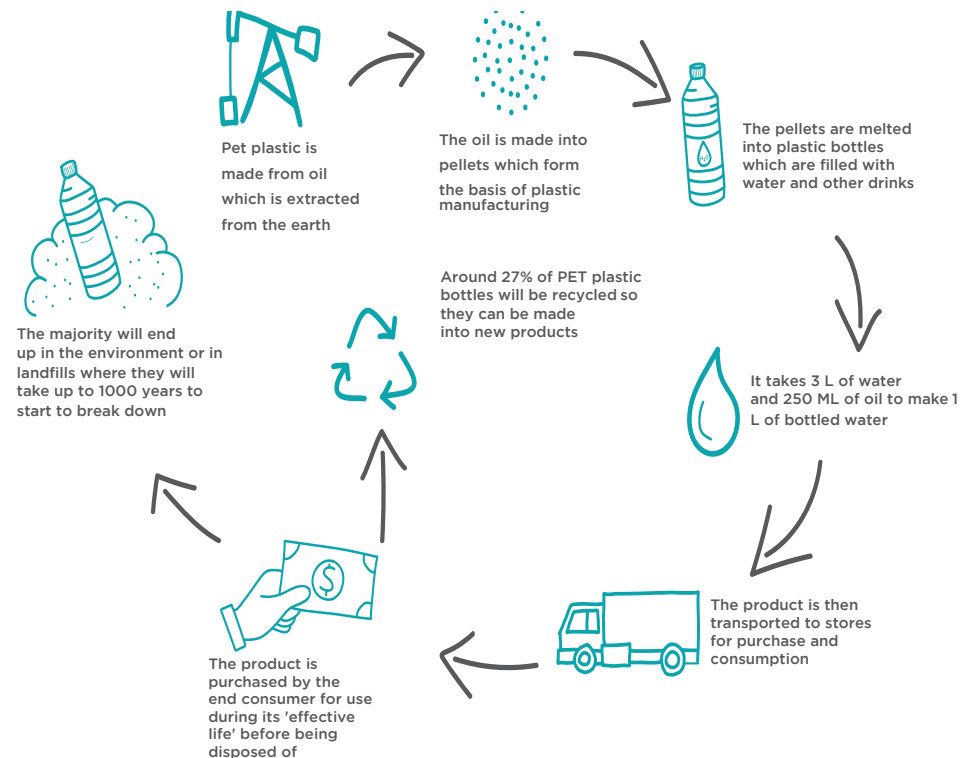 Pet plastic is
made from oil
which is extracted
from the earth
The oil is made into
pellets which form
the basis of plastic
manufacturing
The pellets are melted
into plastic bottles
which are filled with
water and other drinks
It takes 3 L of water
and 250 ML of oil to make 1
L of bottled water
The product is then
transported to stores
for purchase and
consumption
The product is
purchased by the
end consumer for use
during its 'effective
life' before being
disposed of
Around 27% of PET plastic
bottles will be recycled so
they can be made
into new products
The majority will end
up in the environment or in
landfills where they will
take up to 1000 years to
start to break down
$